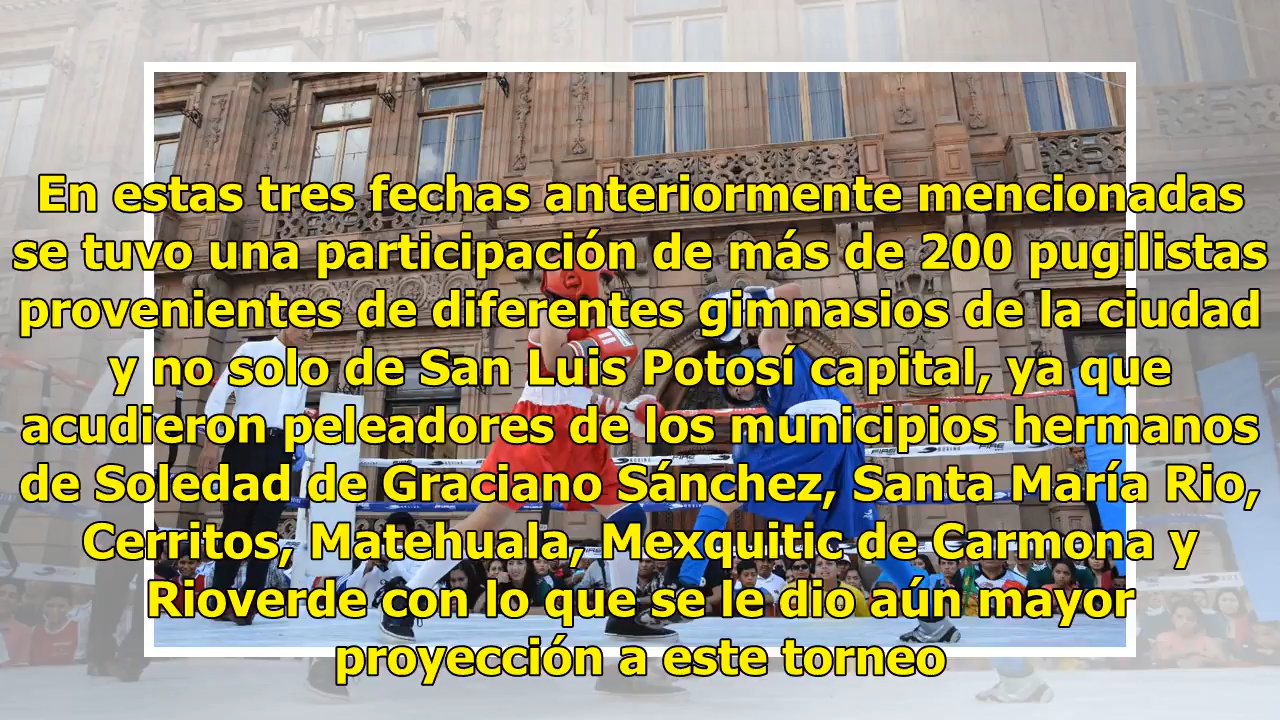 En estas tres fechas anteriormente mencionadas
se tuvo una participación de más de 200 pugilistas
provenientes de diferentes gimnasios de la ciudad
y no solo de San Luis Potosí capital, ya que
acudieron peleadores de los municipios hermanos
de Soledad de Graciano Sánchez, Santa María Rio,
Cerritos, Matehuala, Mexquitic de Carmona y
Rioverde con lo que se le dio aún mayor
proyección a este torneo